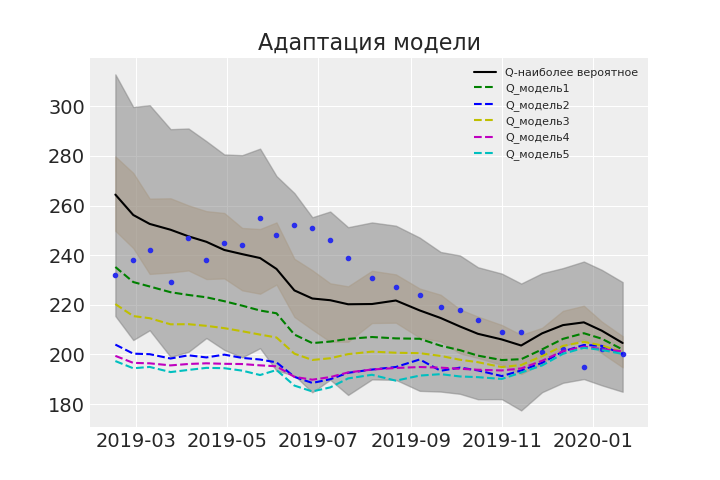 Адаптация модели
Q-наиболее вероятное
Q_модель1
Q_модель2
Q_модель3
Q_модель4
Q_модель5
300
280
260
240
220
200
180
2019-03 2019-05 2019-07 2019-09 2019-11 2020-01